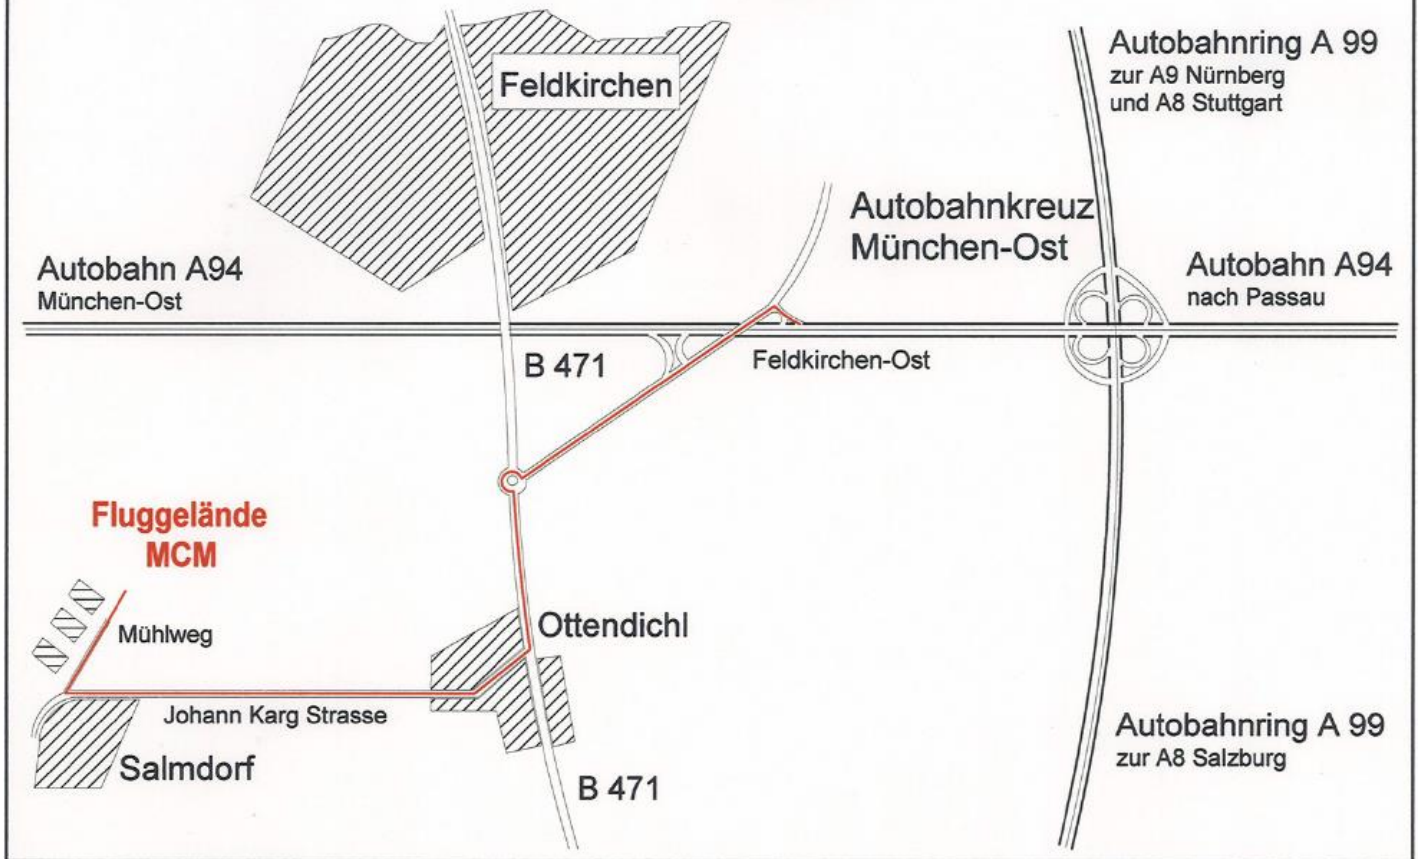 Feldkirchen
Autobahnring A 99
zur A9 Nürnberg
und A8 Stuttgart
Autobahnkreuz
München-Ost
Autobahn A94
München-Ost
Autobahn A94
nach Passau
B 471
Feldkirchen-Ost
Fluggelände
MCM
Mühlweg
Ottendichl
Johann Karg Strasse
Salmdorf
B 471
Autobahnring A 99
zur A8 Salzburg